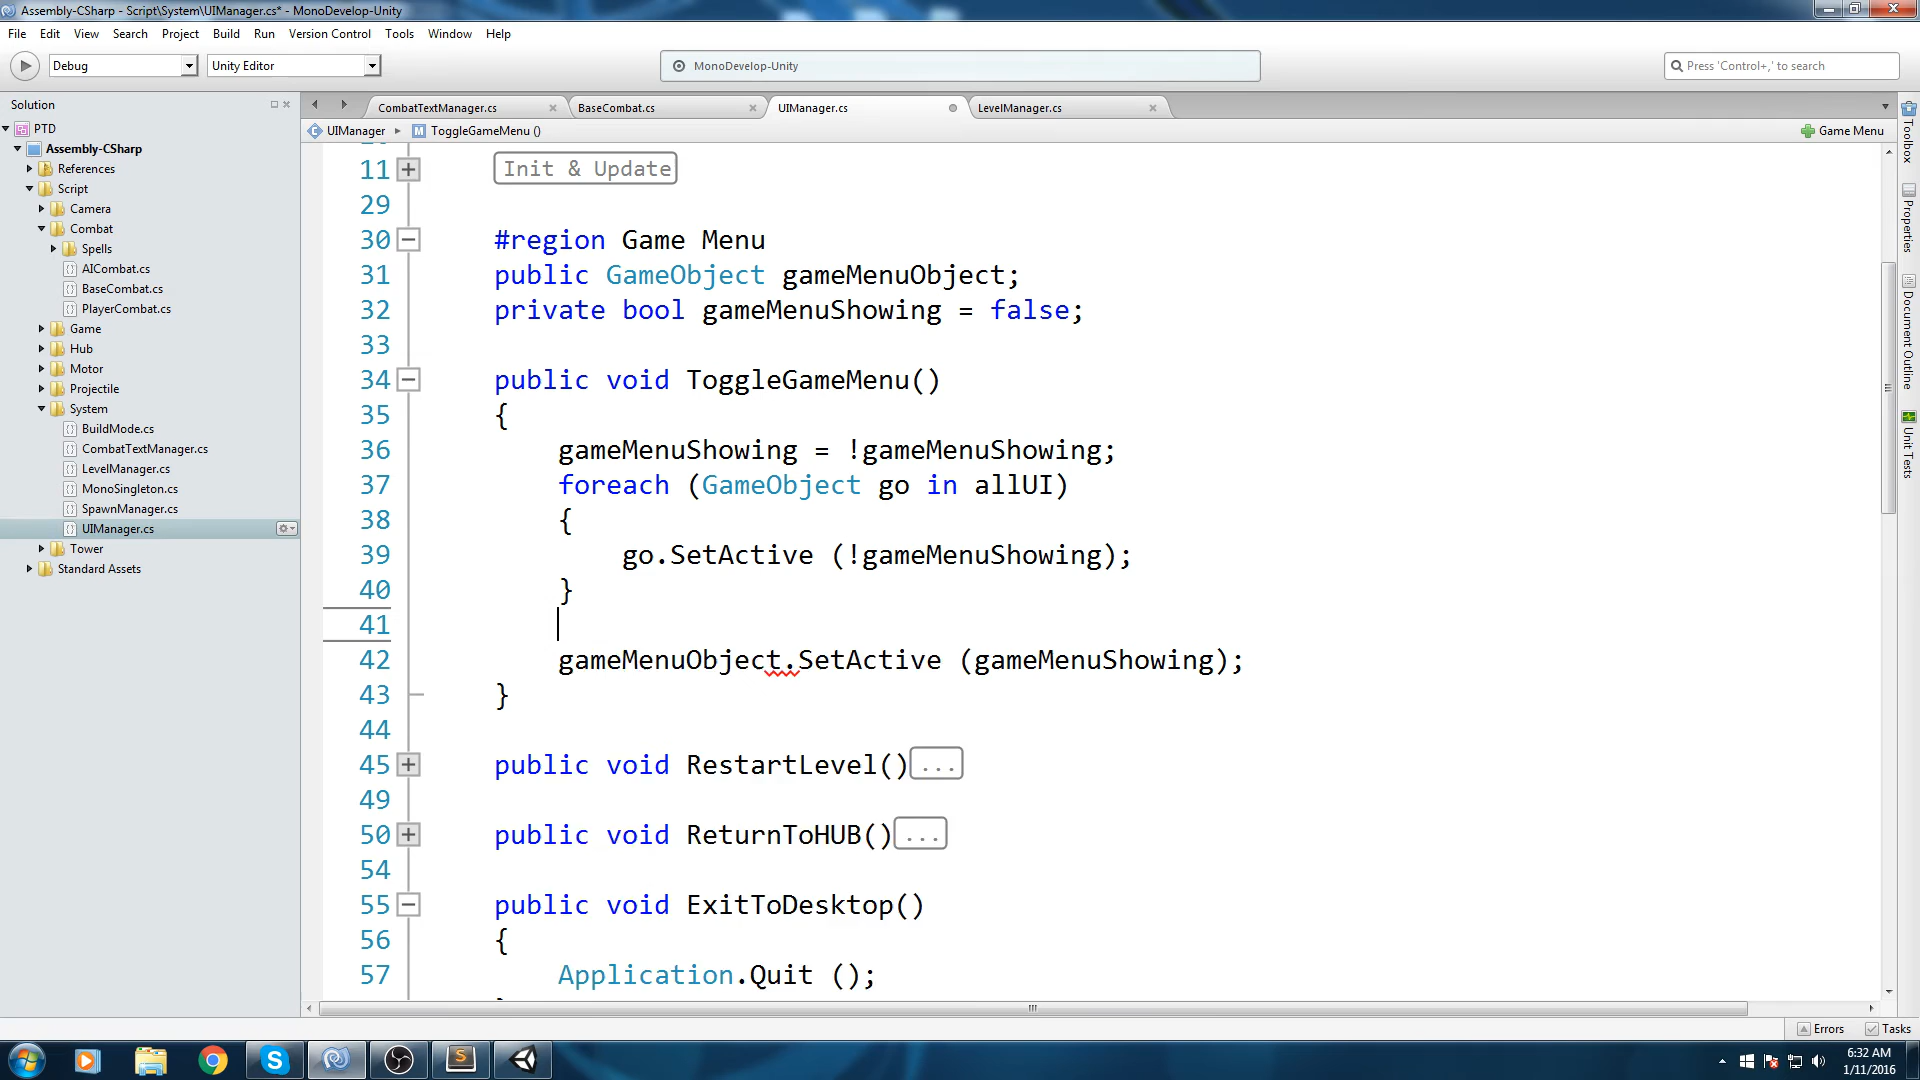 Assembly-CSharp - Script\System\UIManager.cs* - MonoDevelop-Unity
File Edit View Search Project Build Run Version Control Tools Window Help
Debug Unity Editor MonoDevelop-Unity Press 'Control+,' to search
Solution
PTD
Assembly-CSharp
References
Script
Camera
Combat
Spells
AICombat.cs
BaseCombat.cs
PlayerCombat.cs
Game
Hub
Motor
Projectile
System
BuildMode.cs
CombatTextManager.cs
LevelManager.cs
MonoSingleton.cs
SpawnManager.cs
UIManager.cs
Tower
Standard Assets
CombatTextManager.cs BaseCombat.cs UIManager.cs LevelManager.cs
UIManager ToggleGameMenu () Game Menu
11 Init & Update
29
30 #region Game Menu
31 public GameObject gameMenuObject;
32 private bool gameMenuShowing = false;
33
34 public void ToggleGameMenu()
35 {
36 gameMenuShowing = !gameMenuShowing;
37 foreach (GameObject go in allUI)
38 {
39 go.SetActive (!gameMenuShowing);
40 }
41
42 gameMenuObject.SetActive (gameMenuShowing);
43 }
44
45 public void RestartLevel()...
49
50 public void ReturnToHUB()...
54
55 public void ExitToDesktop()
56 {
57 Application.Quit ();
Toolbox
Properties
Document Outline
Unit Tests
Errors Tasks
6:32 AM
1/11/2016